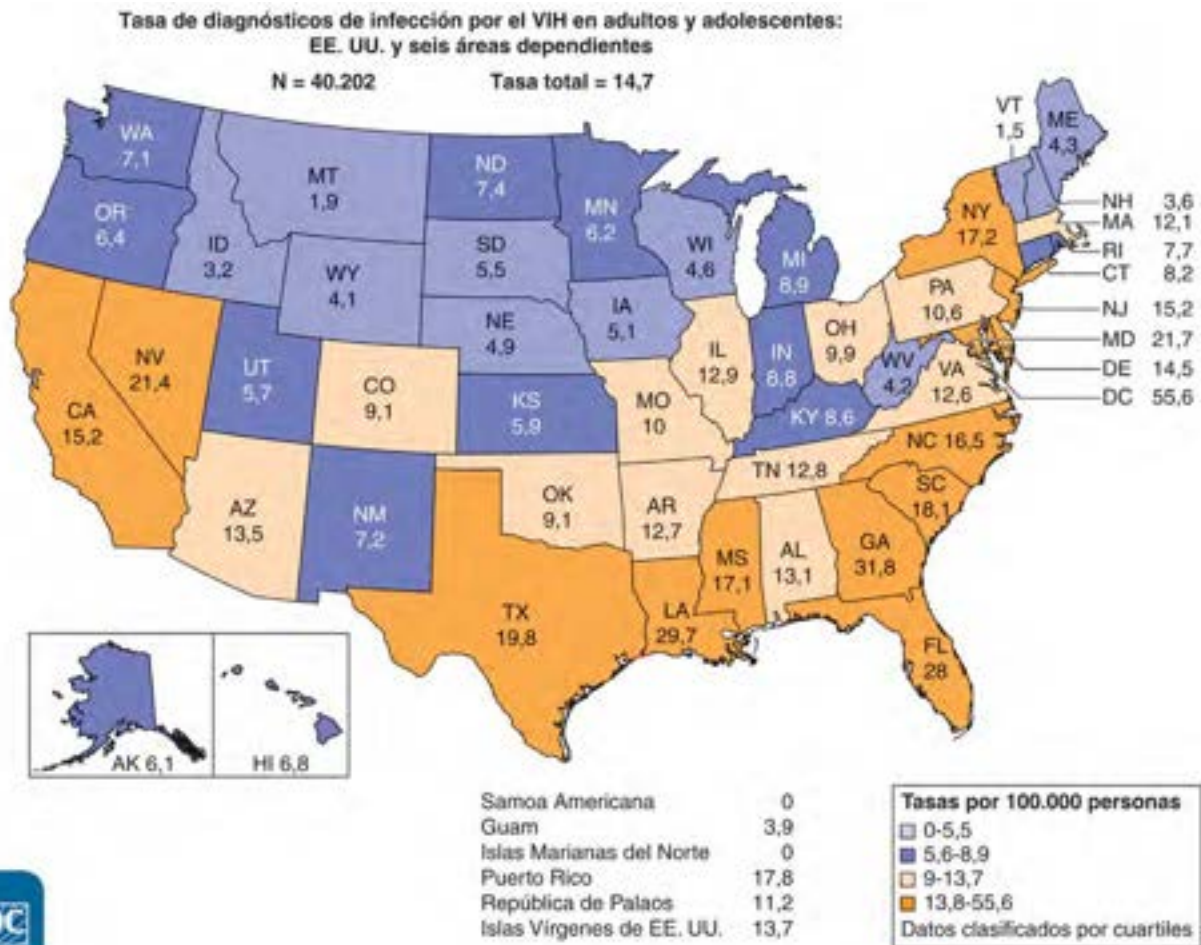 Tasa de diagnósticos de infección por el VIH en adultos y adolescentes:
EE. UU. y seis áreas dependientes
N = 40.202 Tasa total = 14,7
WA
7,1
OR
6,4
CA
15,2
NV
21,4
ID
3,2
MT
1,9
WY
4,1
UT
5,7
CO
9,1
AZ
13,5
NM
7,2
ND
7,4
SD
5,5
NE
4,9
KS
5,9
OK
9,1
TX
19,8
MN
6,2
IA
5,1
MO
10
AR
12,7
LA
29,7
WI
4,6
IL
12,9
MI
8,9
IN
8,8
OH
9,9
KY 8,6
TN 12,8
MS
17,1
AL
13,1
GA
31,8
FL
28
SC
18,1
NC 16,5
VA
12,6
WV
4,2
PA
10,6
NY
17,2
VT
1,5
ME
4,3
NH 3,6
MA 12,1
RI 7,7
CT 8,2
NJ 15,2
MD 21,7
DE 14,5
DC 55,6
AK 6,1
HI 6,8
Samoa Americana 0
Guam 3,9
Islas Marianas del Norte 0
Puerto Rico 17,8
República de Palaos 11,2
Islas Vírgenes de EE. UU. 13,7
Tasas por 100.000 personas
0-5,5
5,6-8,9
9-13,7
13,8-55,6
Datos clasificados por cuartiles